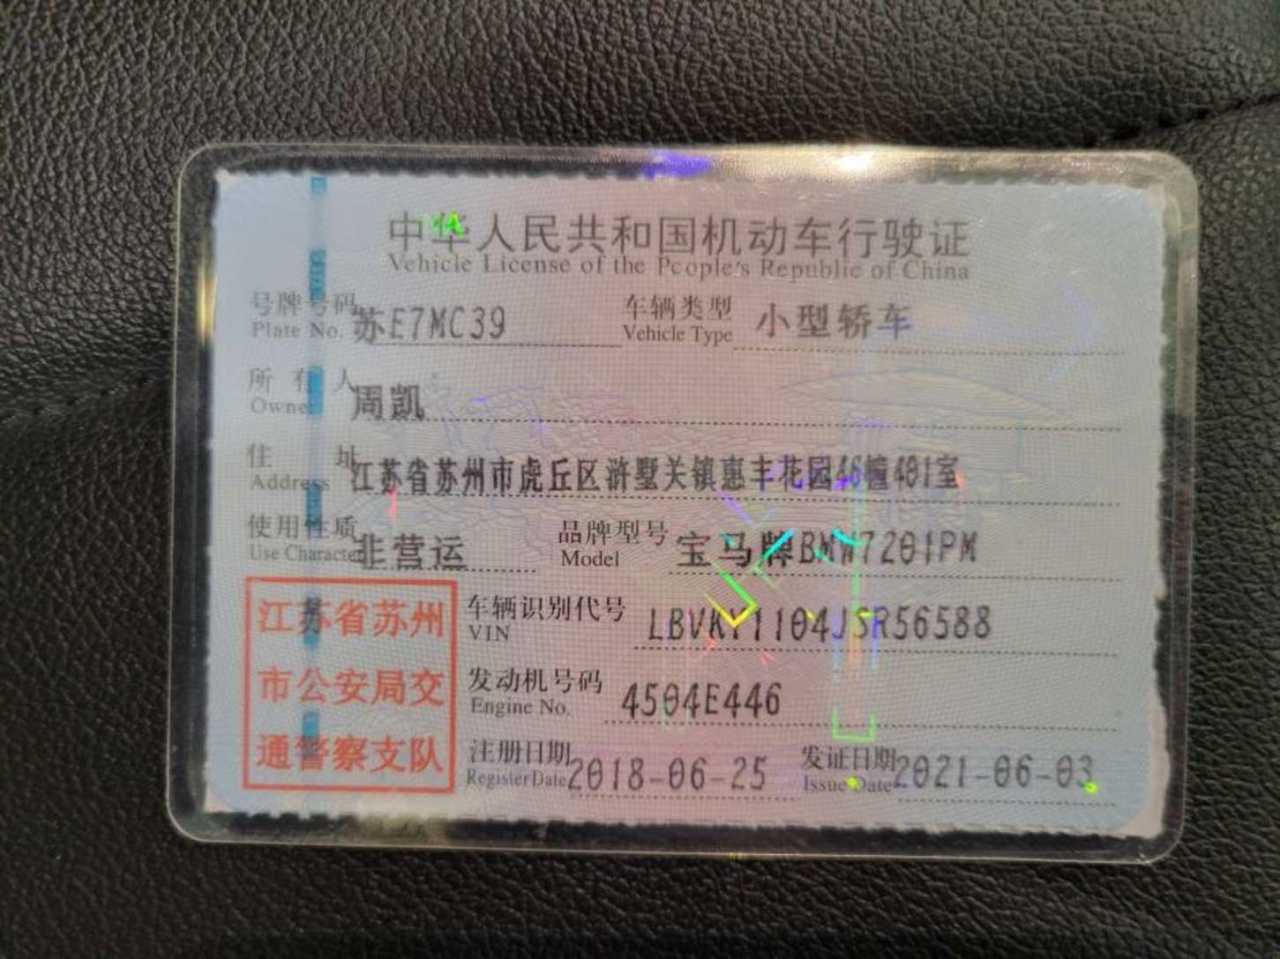 中华人民共和国机动车行驶证
Vehicle License of the People's Republic of China
号牌号码 苏E7MC39 车辆类型 小型轿车
Plate No. Vehicle Type
所有人 周凯
Owner
住址 江苏省苏州市虎丘区浒墅关镇惠丰花园46幢401室
Address
使用性质 非营运 品牌型号 宝马牌BMW7201PM
Use Character Model
江苏省苏州
市公安局交
通警察支队
车辆识别代号 LBVKY1104JSR56588
VIN
发动机号码 4504E446
Engine No.
注册日期 2018-06-25 发证日期 2021-06-03
Register Date Issue Date